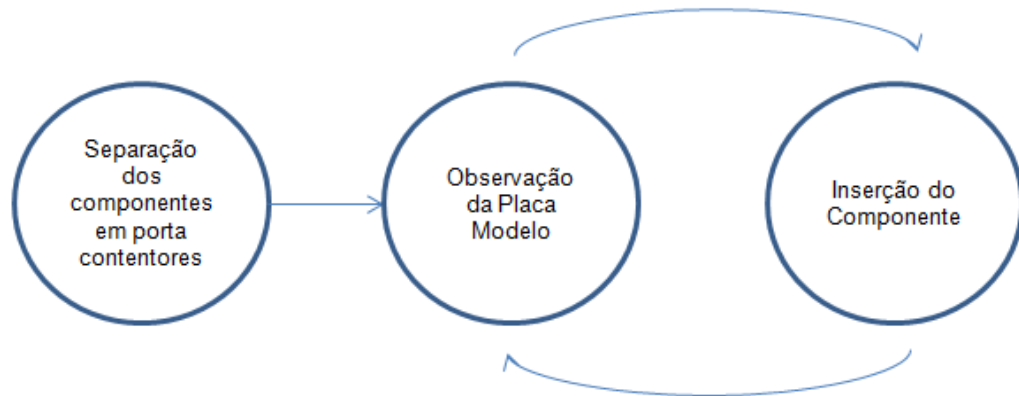 Separação
dos
componentes
em porta
contentores
Observação
da Placa
Modelo
Inserção do
Componente